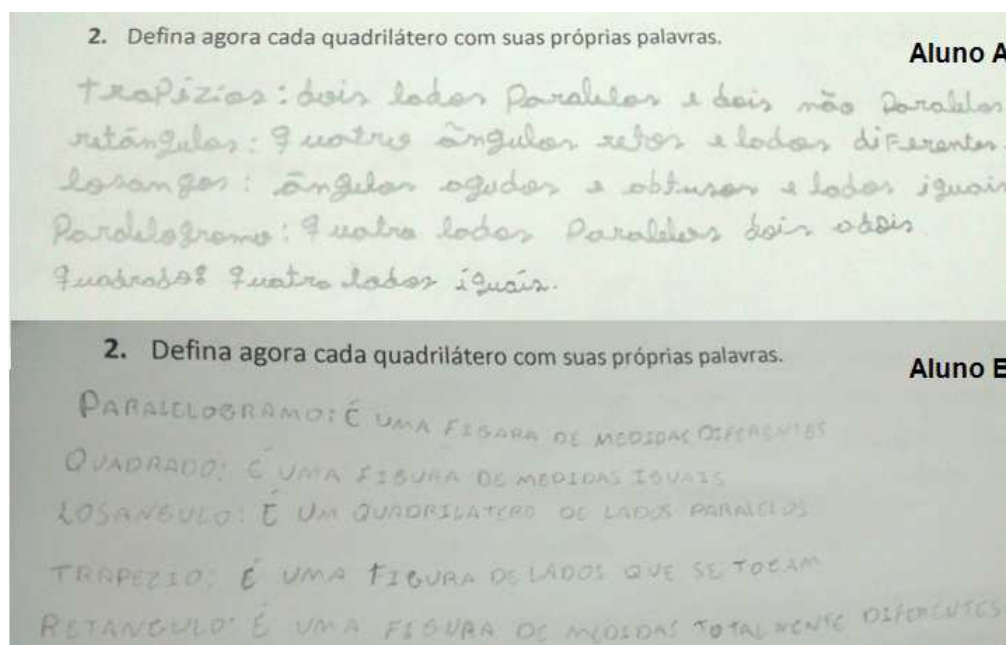 2. Defina agora cada quadrilátero com suas próprias palavras.
Aluno A
trapézios: dois lados Paralelos e dois não Paralelos
retângulos: quatro ângulos retos e lados diferentes.
losangos: ângulos agudos e obtusos e lados iguais
Paralelogramo: quatro lados Paralelos dois a dois
quadrados: quatro lados iguais.
2. Defina agora cada quadrilátero com suas próprias palavras.
Aluno E
PARALELOGRAMO: É UMA FIGARA DE MEDIDAS DIFERENTES
QUADRADO: É UMA FIGURA DE MEDIDAS IGUAIS
LOSANGULO: É UM QUADRILATERO DE LADOS PARALELOS
TRAPEZIO: É UMA FIGURA DE LADOS QUE SE TOCAM
RETANGULO: É UMA FIGURA DE MEDIDAS TOTALMENTE DIFERENTES